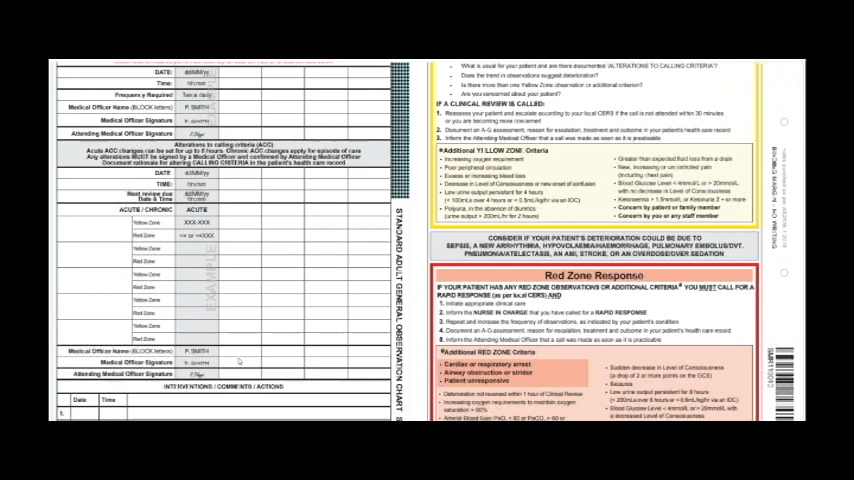 DATE: dd/MM/yy
Time: hh:mm
Frequency Required Twice daily
Medical Officer Name (BLOCK letters) P. SMITH
Medical Officer Signature P. SMITH
Attending Medical Officer Signature
Alterations to calling criteria (ACC)
Acute ACC changes can be set for up to 8 hours. Chronic ACC changes apply for episode of care
Any alterations MUST be signed by a Medical Officer and confirmed by Attending Medical Officer
Document rationale for altering CALLING CRITERIA in the patient's health care record
DATE dd/MM/yy
TIME: hh:mm
Next review due
Date & Time dd/MM/yy
hh:mm
ACUTE / CHRONIC ACUTE
Yellow Zone XXX-XXX
Red Zone <= or >=XXX
Yellow Zone
Red Zone
Yellow Zone
Red Zone
Yellow Zone
Red Zone
Yellow Zone
Red Zone
Yellow Zone
Red Zone
EXAMPLE
Medical Officer Name (BLOCK letters) P. SMITH
Medical Officer Signature P. SMITH
Attending Medical Officer Signature
INTERVENTIONS / COMMENTS / ACTIONS
Date Time
1.
STANDARD ADULT GENERAL OBSERVATION CHART
- What is usual for your patient and are there documented 'ALTERATIONS TO CALLING CRITERIA'?
- Does the trend in observations suggest deterioration?
- Is there more than one Yellow Zone observation or additional criteria?
- Are you concerned about your patient?
IF A CLINICAL REVIEW IS CALLED:
1. Reassess your patient and escalate according to your local CERS if the call is not attended within 30 minutes
or you are becoming more concerned
2. Document an A-G assessment, reason for escalation, treatment and outcome in your patient's health care record
3. Inform the Attending Medical Officer that a call was made as soon as it is practicable
*Additional YELLOW ZONE Criteria
• Increasing oxygen requirement
• Poor peripheral circulation
• Excess or increasing blood loss
• Decrease in Level of Consciousness or new onset of confusion
• Low urine output persistent for 4 hours
(< 100mLs over 4 hours or < 0.5mL/kg/hr via an IDC)
• Polyuria, in the absence of diuretics
(urine output > 200mL/hr for 2 hours)
• Greater than expected fluid loss from a drain
• New, increasing or uncontrolled pain
(including chest pain)
• Blood Glucose Level < 4mmol/L or > 20mmol/L
with no decrease in Level of Consciousness
• Ketonaemia > 1.5mmol/L or Ketonuria 2+ or more
• Concern by patient or family member
• Concern by you or any staff member
CONSIDER IF YOUR PATIENT'S DETERIORATION COULD BE DUE TO
SEPSIS, A NEW ARRHYTHMIA, HYPOVOLAEMIA/HAEMORRHAGE, PULMONARY EMBOLUS/DVT,
PNEUMONIA/ATELECTASIS, AN AMI, STROKE, OR AN OVERDOSE/OVER SEDATION
Red Zone Response
IF YOUR PATIENT HAS ANY RED ZONE OBSERVATIONS OR ADDITIONAL CRITERIA# YOU MUST CALL FOR A
RAPID RESPONSE (as per local CERS) AND
1. Initiate appropriate clinical care
2. Inform the NURSE IN CHARGE that you have called for a RAPID RESPONSE
3. Repeat and increase the frequency of observations, as indicated by your patient's condition
4. Document an A-G assessment, reason for escalation, treatment and outcome in your patient's health care record
5. Inform the Attending Medical Officer that a call was made as soon as it is practicable
#Additional RED ZONE Criteria
• Cardiac or respiratory arrest
• Airway obstruction or stridor
• Patient unresponsive
• Deterioration not reversed within 1 hour of Clinical Review
• Increasing oxygen requirements to maintain oxygen
saturation > 90%
• Arterial Blood Gas: PaO₂ < 60 or PaCO₂ > 60 or
• Sudden decrease in Level of Consciousness
(a drop of 2 or more points on the GCS)
• Seizures
• Low urine output persistent for 8 hours
(< 200mLs over 8 hours or < 0.5mL/kg/hr via an IDC)
• Blood Glucose Level < 4mmol/L or > 20mmol/L with
a decreased Level of Consciousness
BINDING MARGIN - NO WRITING